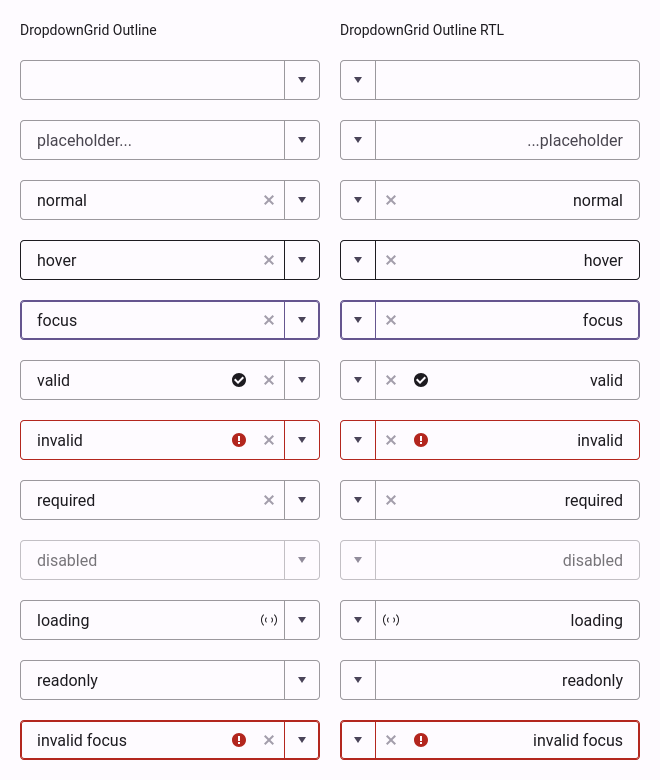 DropdownGrid Outline DropdownGrid Outline RTL
placeholder... ...placeholder
normal normal
hover hover
focus focus
valid valid
invalid invalid
required required
disabled disabled
loading loading
readonly readonly
invalid focus invalid focus